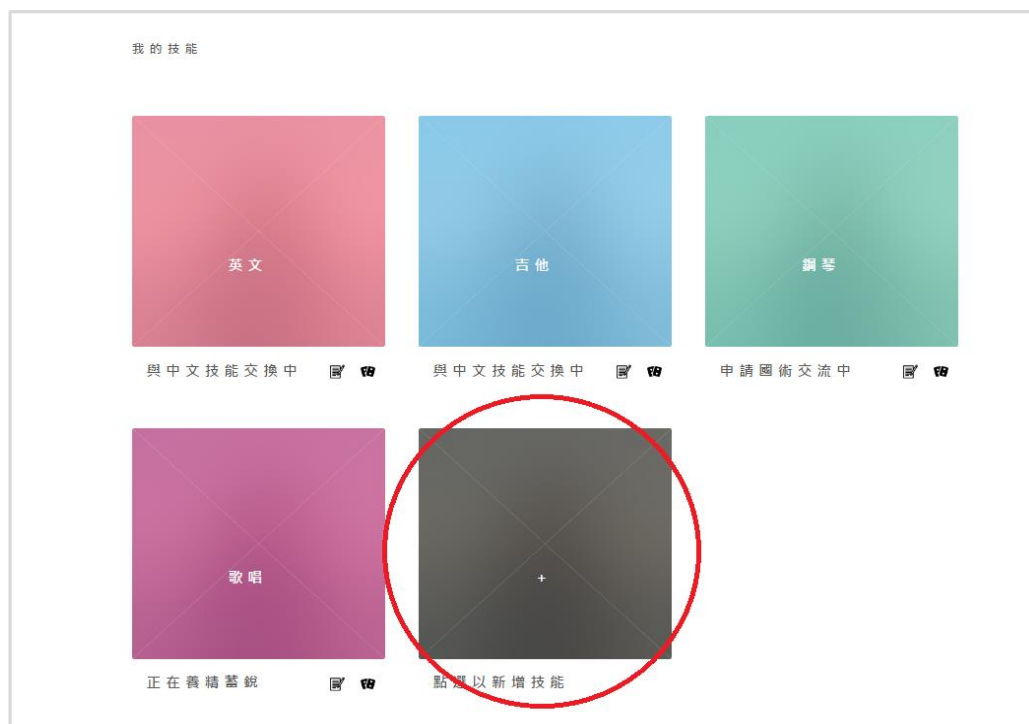 我的技能
英文
吉他
鋼琴
與中文技能交換中
與中文技能交換中
申請國術交流中
歌唱
+
正在養精蓄銳
點選以新增技能